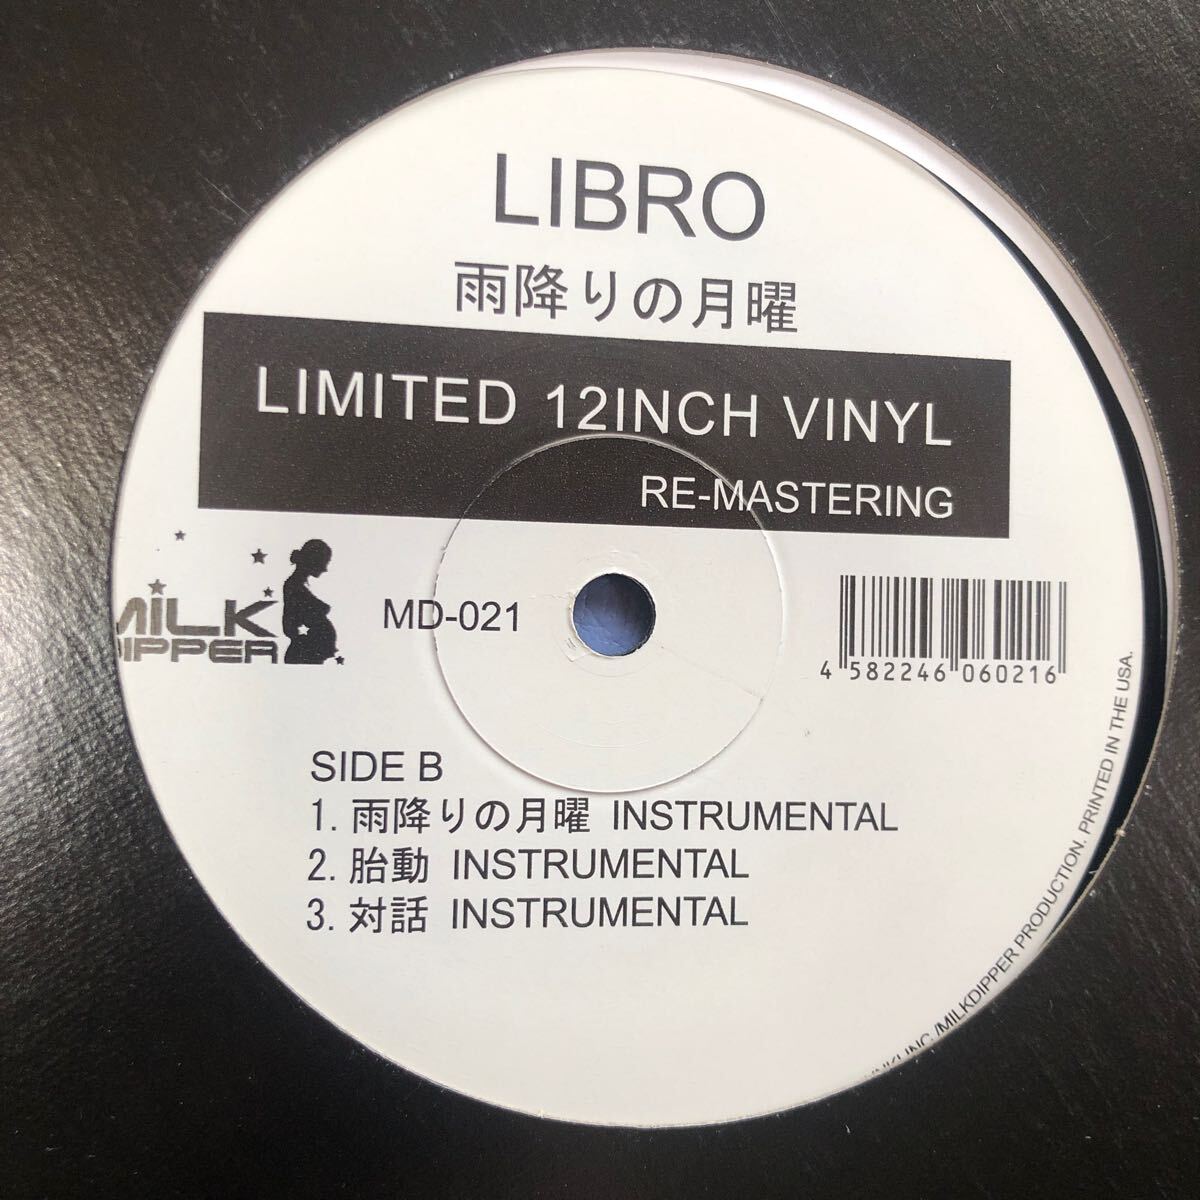 LIBRO
雨降りの月曜
LIMITED 12INCH VINYL
RE-MASTERING
MILK
DIPPER
MD-021
4 582246 060216
SIDE B
1. 雨降りの月曜 INSTRUMENTAL
2. 胎動 INSTRUMENTAL
3. 対話 INSTRUMENTAL
INC./MILKDIPPER PRODUCTION. PRINTED IN THE USA.